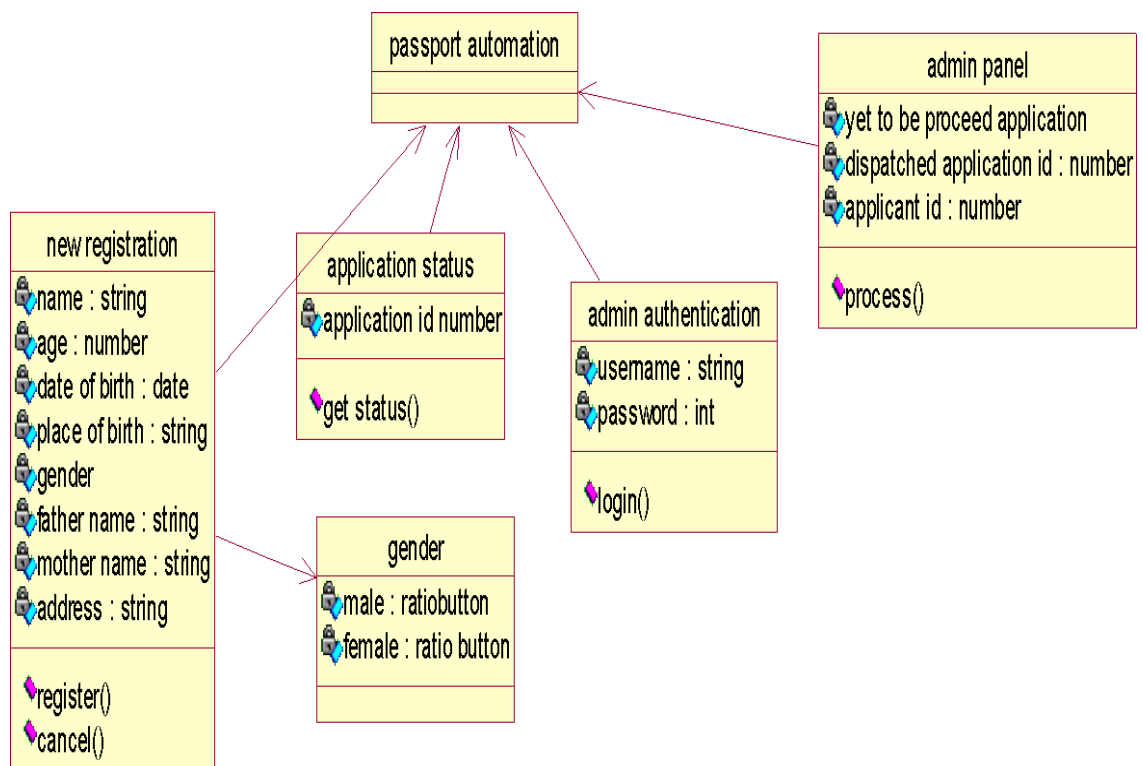 passport automation
admin panel
yet to be proceed application
dispatched application id : number
applicant id : number
process()
new registration
name : string
age : number
date of birth : date
place of birth : string
gender
father name : string
mother name : string
address : string
register()
cancel()
application status
application id number
get status()
admin authentication
username : string
password : int
login()
gender
male : ratiobutton
female : ratio button